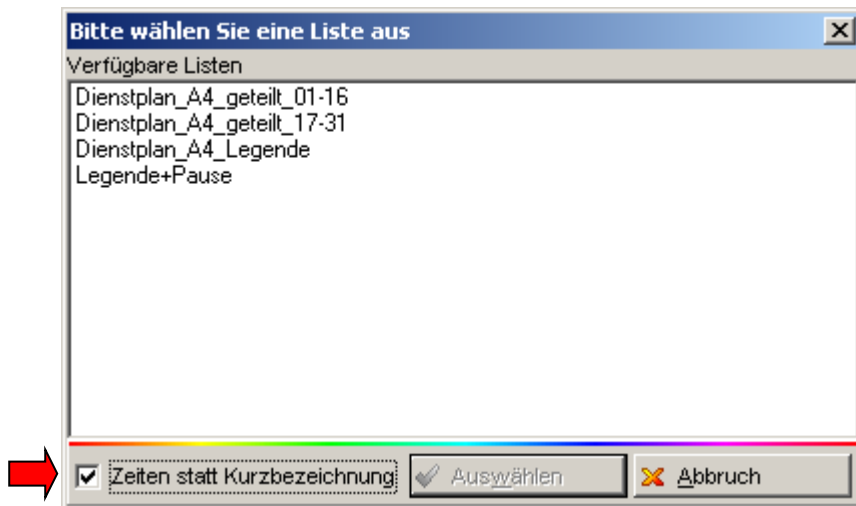 Bitte wählen Sie eine Liste aus
Verfügbare Listen
Dienstplan_A4_geteilt_01-16
Dienstplan_A4_geteilt_17-31
Dienstplan_A4_Legende
Legende+Pause
Zeiten statt Kurzbezeichnung Auswählen Abbruch